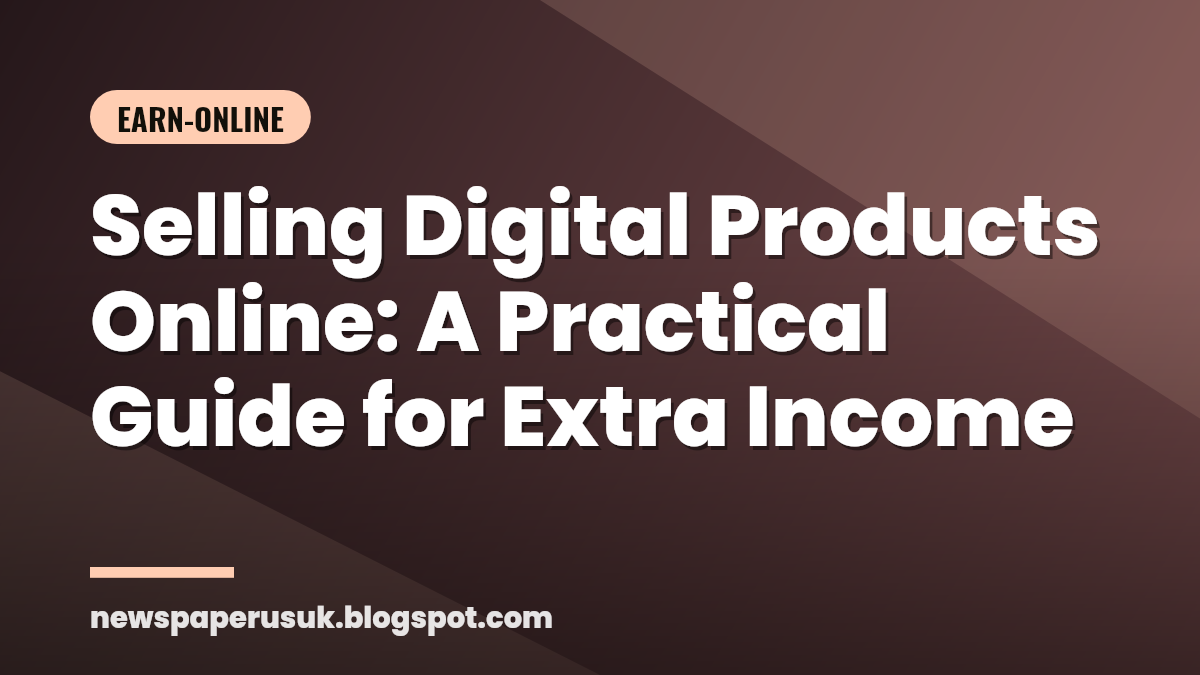 EARN-ONLINE
Selling Digital Products
Online: A Practical
Guide for Extra Income
newspaperusuk.blogspot.com